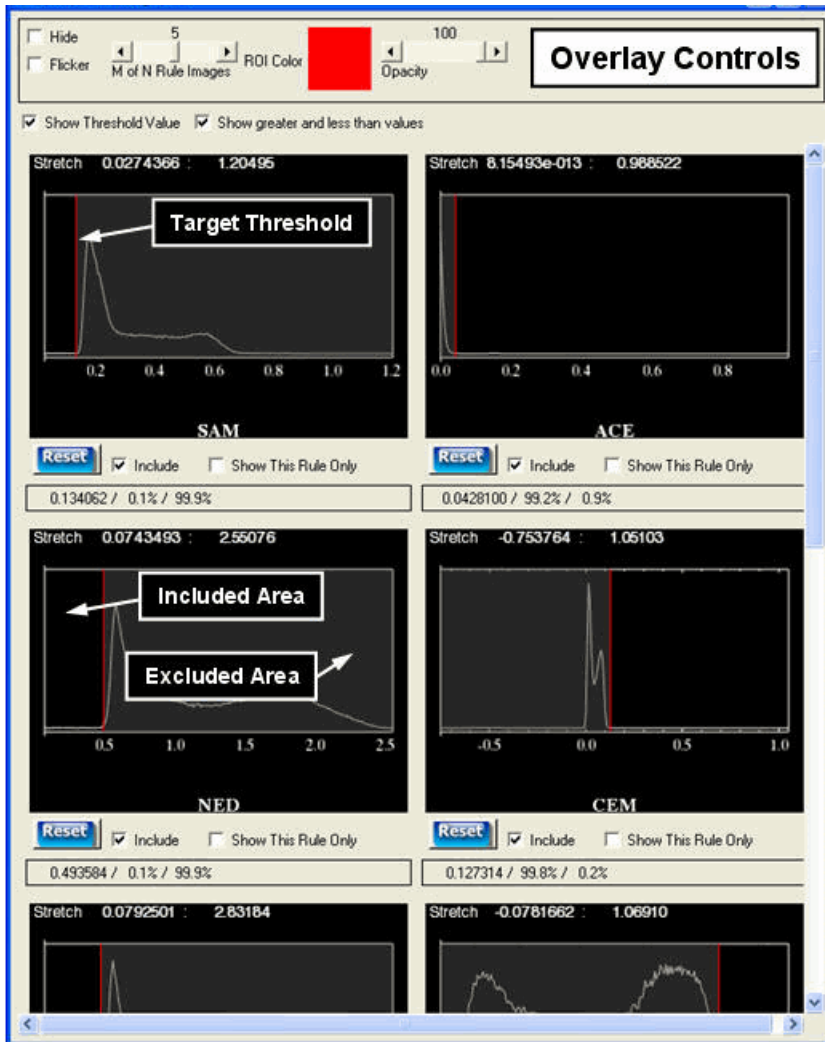 Hide
Flicker
5
M of N Rule Images
ROI Color
100
Opacity
Overlay Controls
Show Threshold Value
Show greater and less than values
Stretch 0.0274366 : 1.20495
Target Threshold
0.2 0.4 0.6 0.8 1.0 1.2
SAM
Reset
Include
Show This Rule Only
0.134062 / 0.1% / 99.9%
Stretch 8.15493e-013 : 0.988522
0.0 0.2 0.4 0.6 0.8
ACE
Reset
Include
Show This Rule Only
0.0428100 / 99.2% / 0.9%
Stretch 0.0743493 : 2.55076
Included Area
Excluded Area
0.5 1.0 1.5 2.0 2.5
NED
Reset
Include
Show This Rule Only
0.493584 / 0.1% / 99.9%
Stretch -0.753764 : 1.05103
-0.5 0.0 0.5 1.0
CEM
Reset
Include
Show This Rule Only
0.127314 / 99.8% / 0.2%
Stretch 0.0792501 : 2.83184
Stretch -0.0781662 : 1.06910